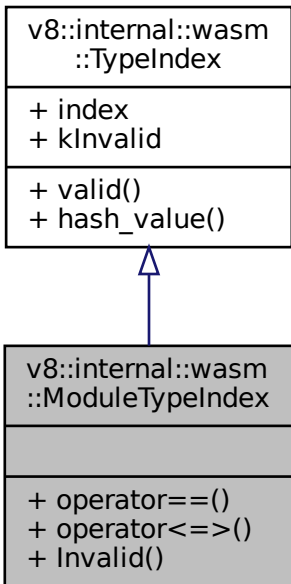 v8::internal::wasm
::TypeIndex
+ index
+ kInvalid
+ valid()
+ hash_value()
v8::internal::wasm
::ModuleTypeIndex
+ operator==()
+ operator<=>()
+ Invalid()